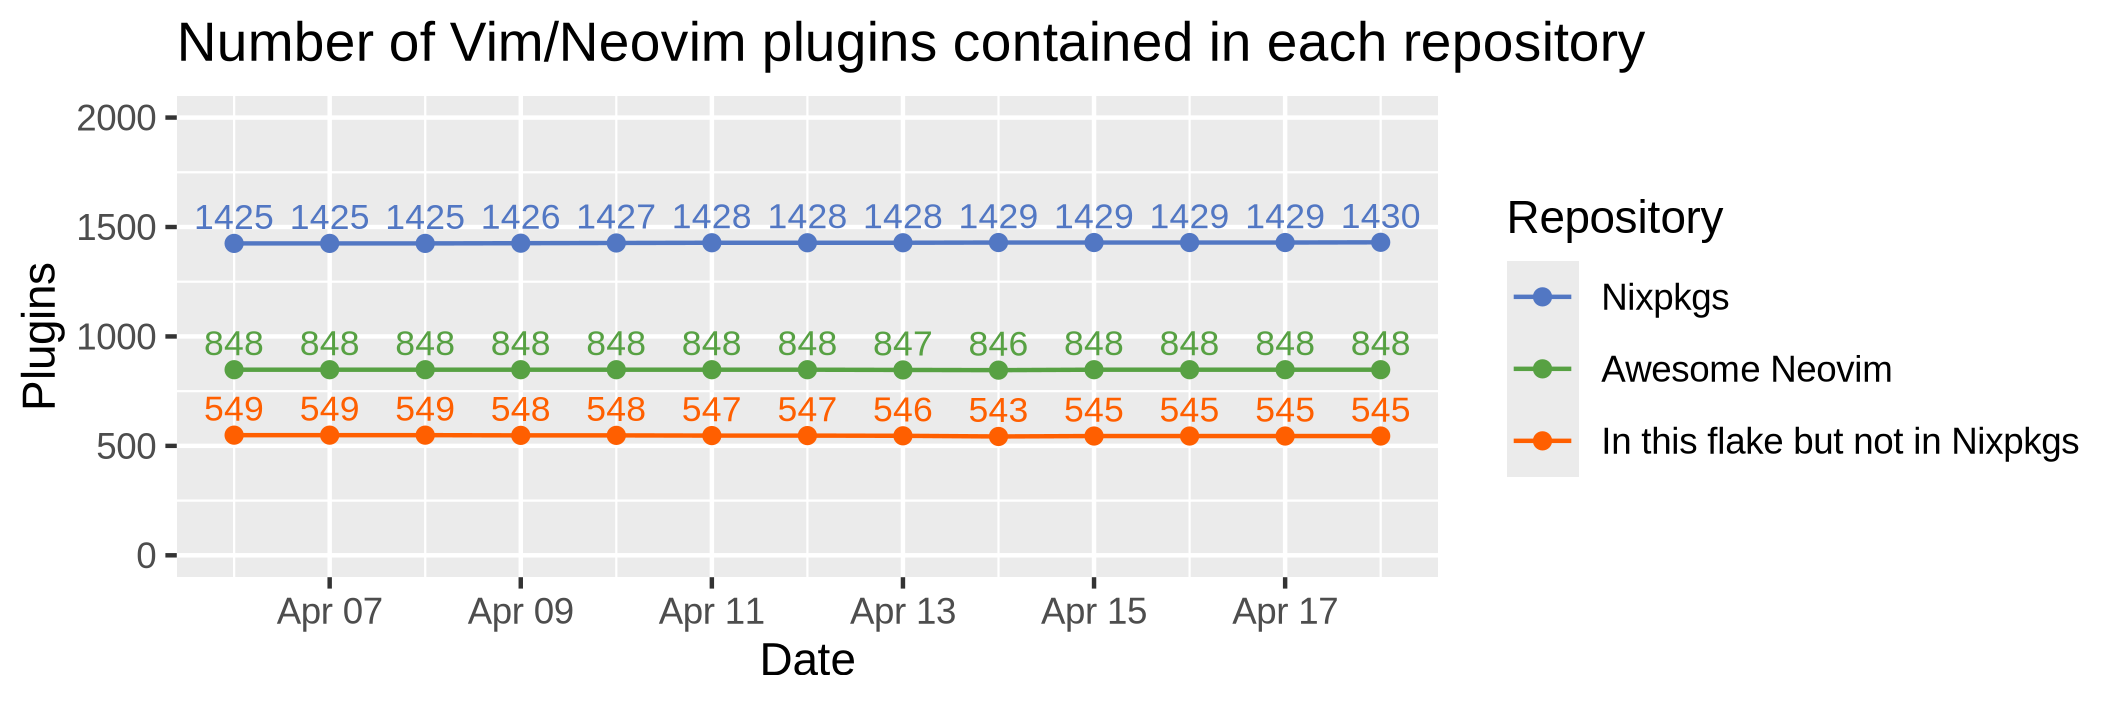 Number of Vim/Neovim plugins contained in each repository
2000
1500
1000
500
0
Plugins
1425 1425 1425 1426 1427 1428 1428 1428 1429 1429 1429 1429 1430
848 848 848 848 848 848 848 847 846 848 848 848 848
549 549 549 548 548 547 547 546 543 545 545 545 545
Apr 07 Apr 09 Apr 11 Apr 13 Apr 15 Apr 17
Date
Repository
Nixpkgs
Awesome Neovim
In this flake but not in Nixpkgs